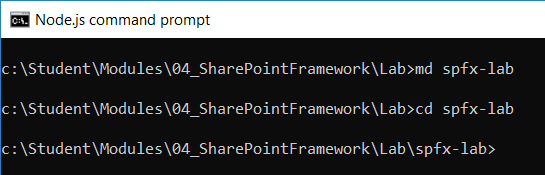 Node.js command prompt
c:\Student\Modules\04_SharePointFramework\Lab>md spfx-lab
c:\Student\Modules\04_SharePointFramework\Lab>cd spfx-lab
c:\Student\Modules\04_SharePointFramework\Lab\spfx-lab>